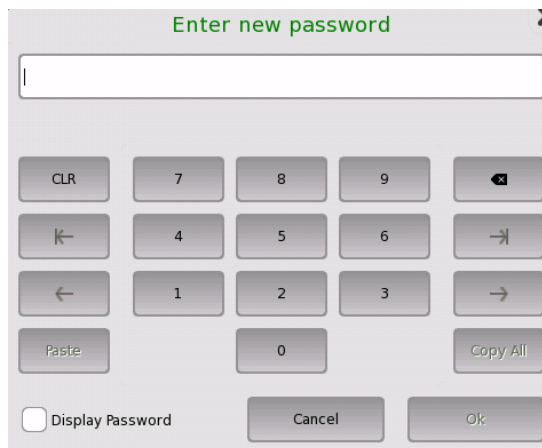 Enter new password
CLR 7 8 9
4 5 6
1 2 3
Paste 0 Copy All
Display Password Cancel Ok